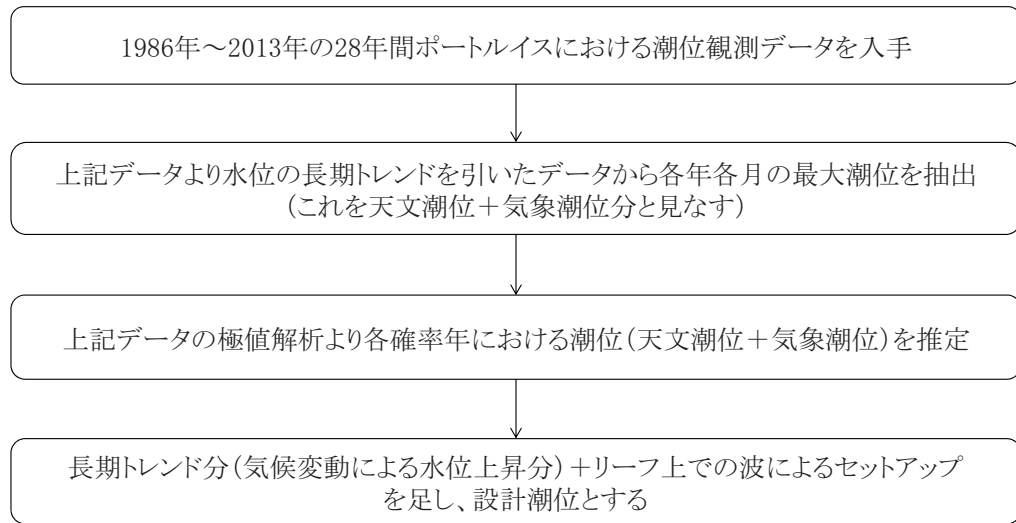 1986年～2013年の28年間ポートルイスにおける潮位観測データを入手
上記データより水位の長期トレンドを引いたデータから各年各月の最大潮位を抽出
（これを天文潮位＋気象潮位分と見なす）
上記データの極値解析より各確率年における潮位（天文潮位＋気象潮位）を推定
長期トレンド分（気候変動による水位上昇分）＋リーフ上での波によるセットアップ
を足し、設計潮位とする